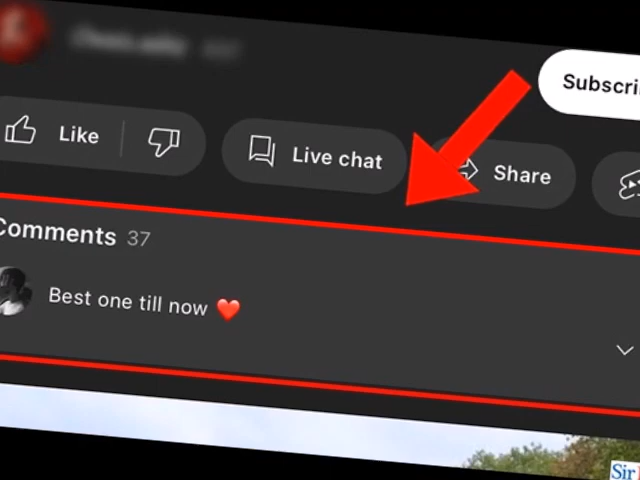 Subscri
Like
Live chat
Share
Comments 37
Best one till now ❤️
Sir